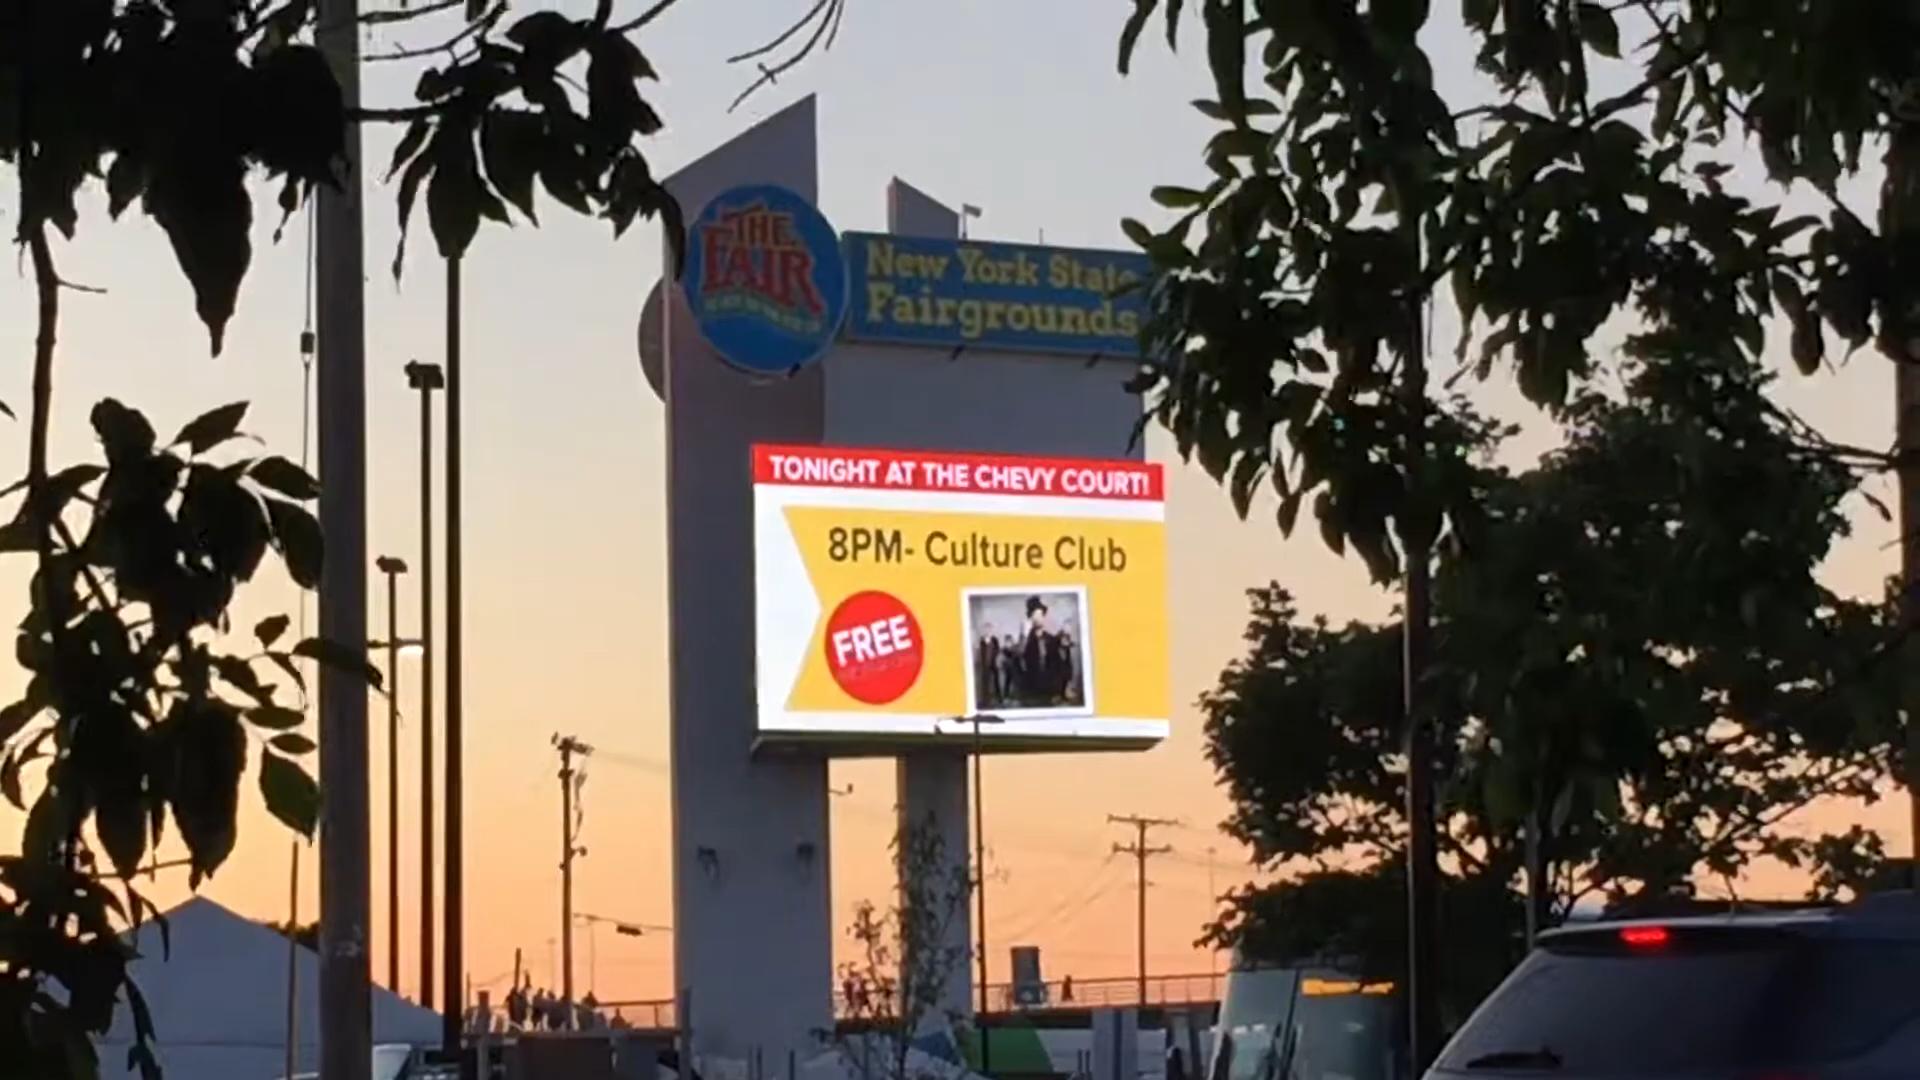 THE
FAIR
New York State
Fairgrounds
TONIGHT AT THE CHEVY COURT!
8PM- Culture Club
FREE